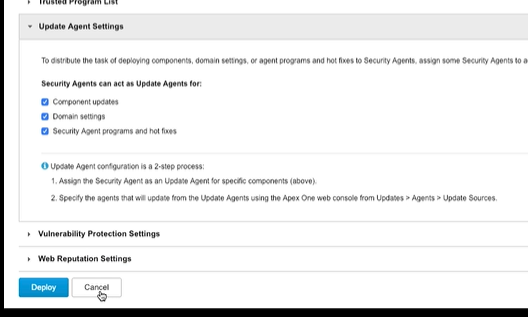 Trusted Program List
Update Agent Settings
To distribute the task of deploying components, domain settings, or agent programs and hot fixes to Security Agents, assign some Security Agents to a
Security Agents can act as Update Agents for:
Component updates
Domain settings
Security Agent programs and hot fixes
Update Agent configuration is a 2-step process:
1. Assign the Security Agent as an Update Agent for specific components (above).
2. Specify the agents that will update from the Update Agents using the Apex One web console from Updates > Agents > Update Sources.
Vulnerability Protection Settings
Web Reputation Settings
Deploy Cancel